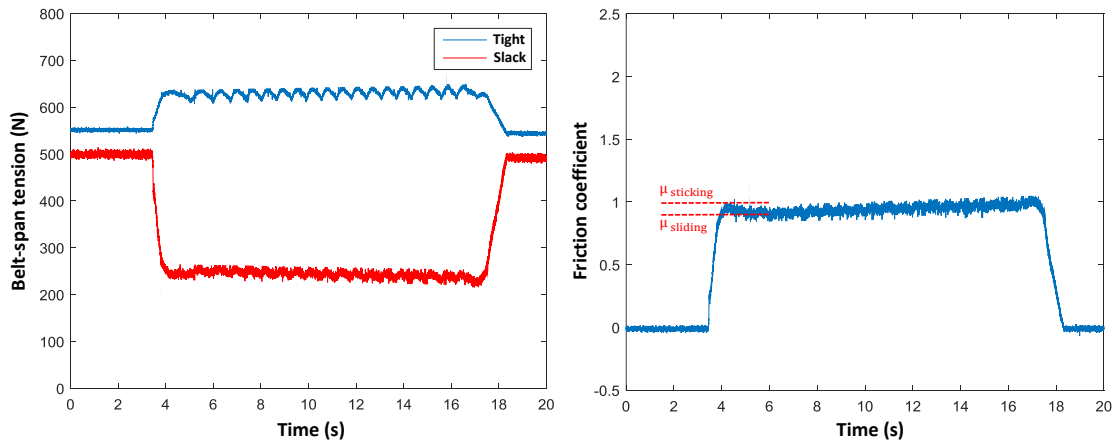 800
700
600
500
400
300
200
100
0
Belt-span tension (N)
Tight
Slack
0 2 4 6 8 10 12 14 16 18 20
Time (s)
2.5
2
1.5
1
0.5
0
-0.5
Friction coefficient
μ sticking
μ sliding
0 2 4 6 8 10 12 14 16 18 20
Time (s)